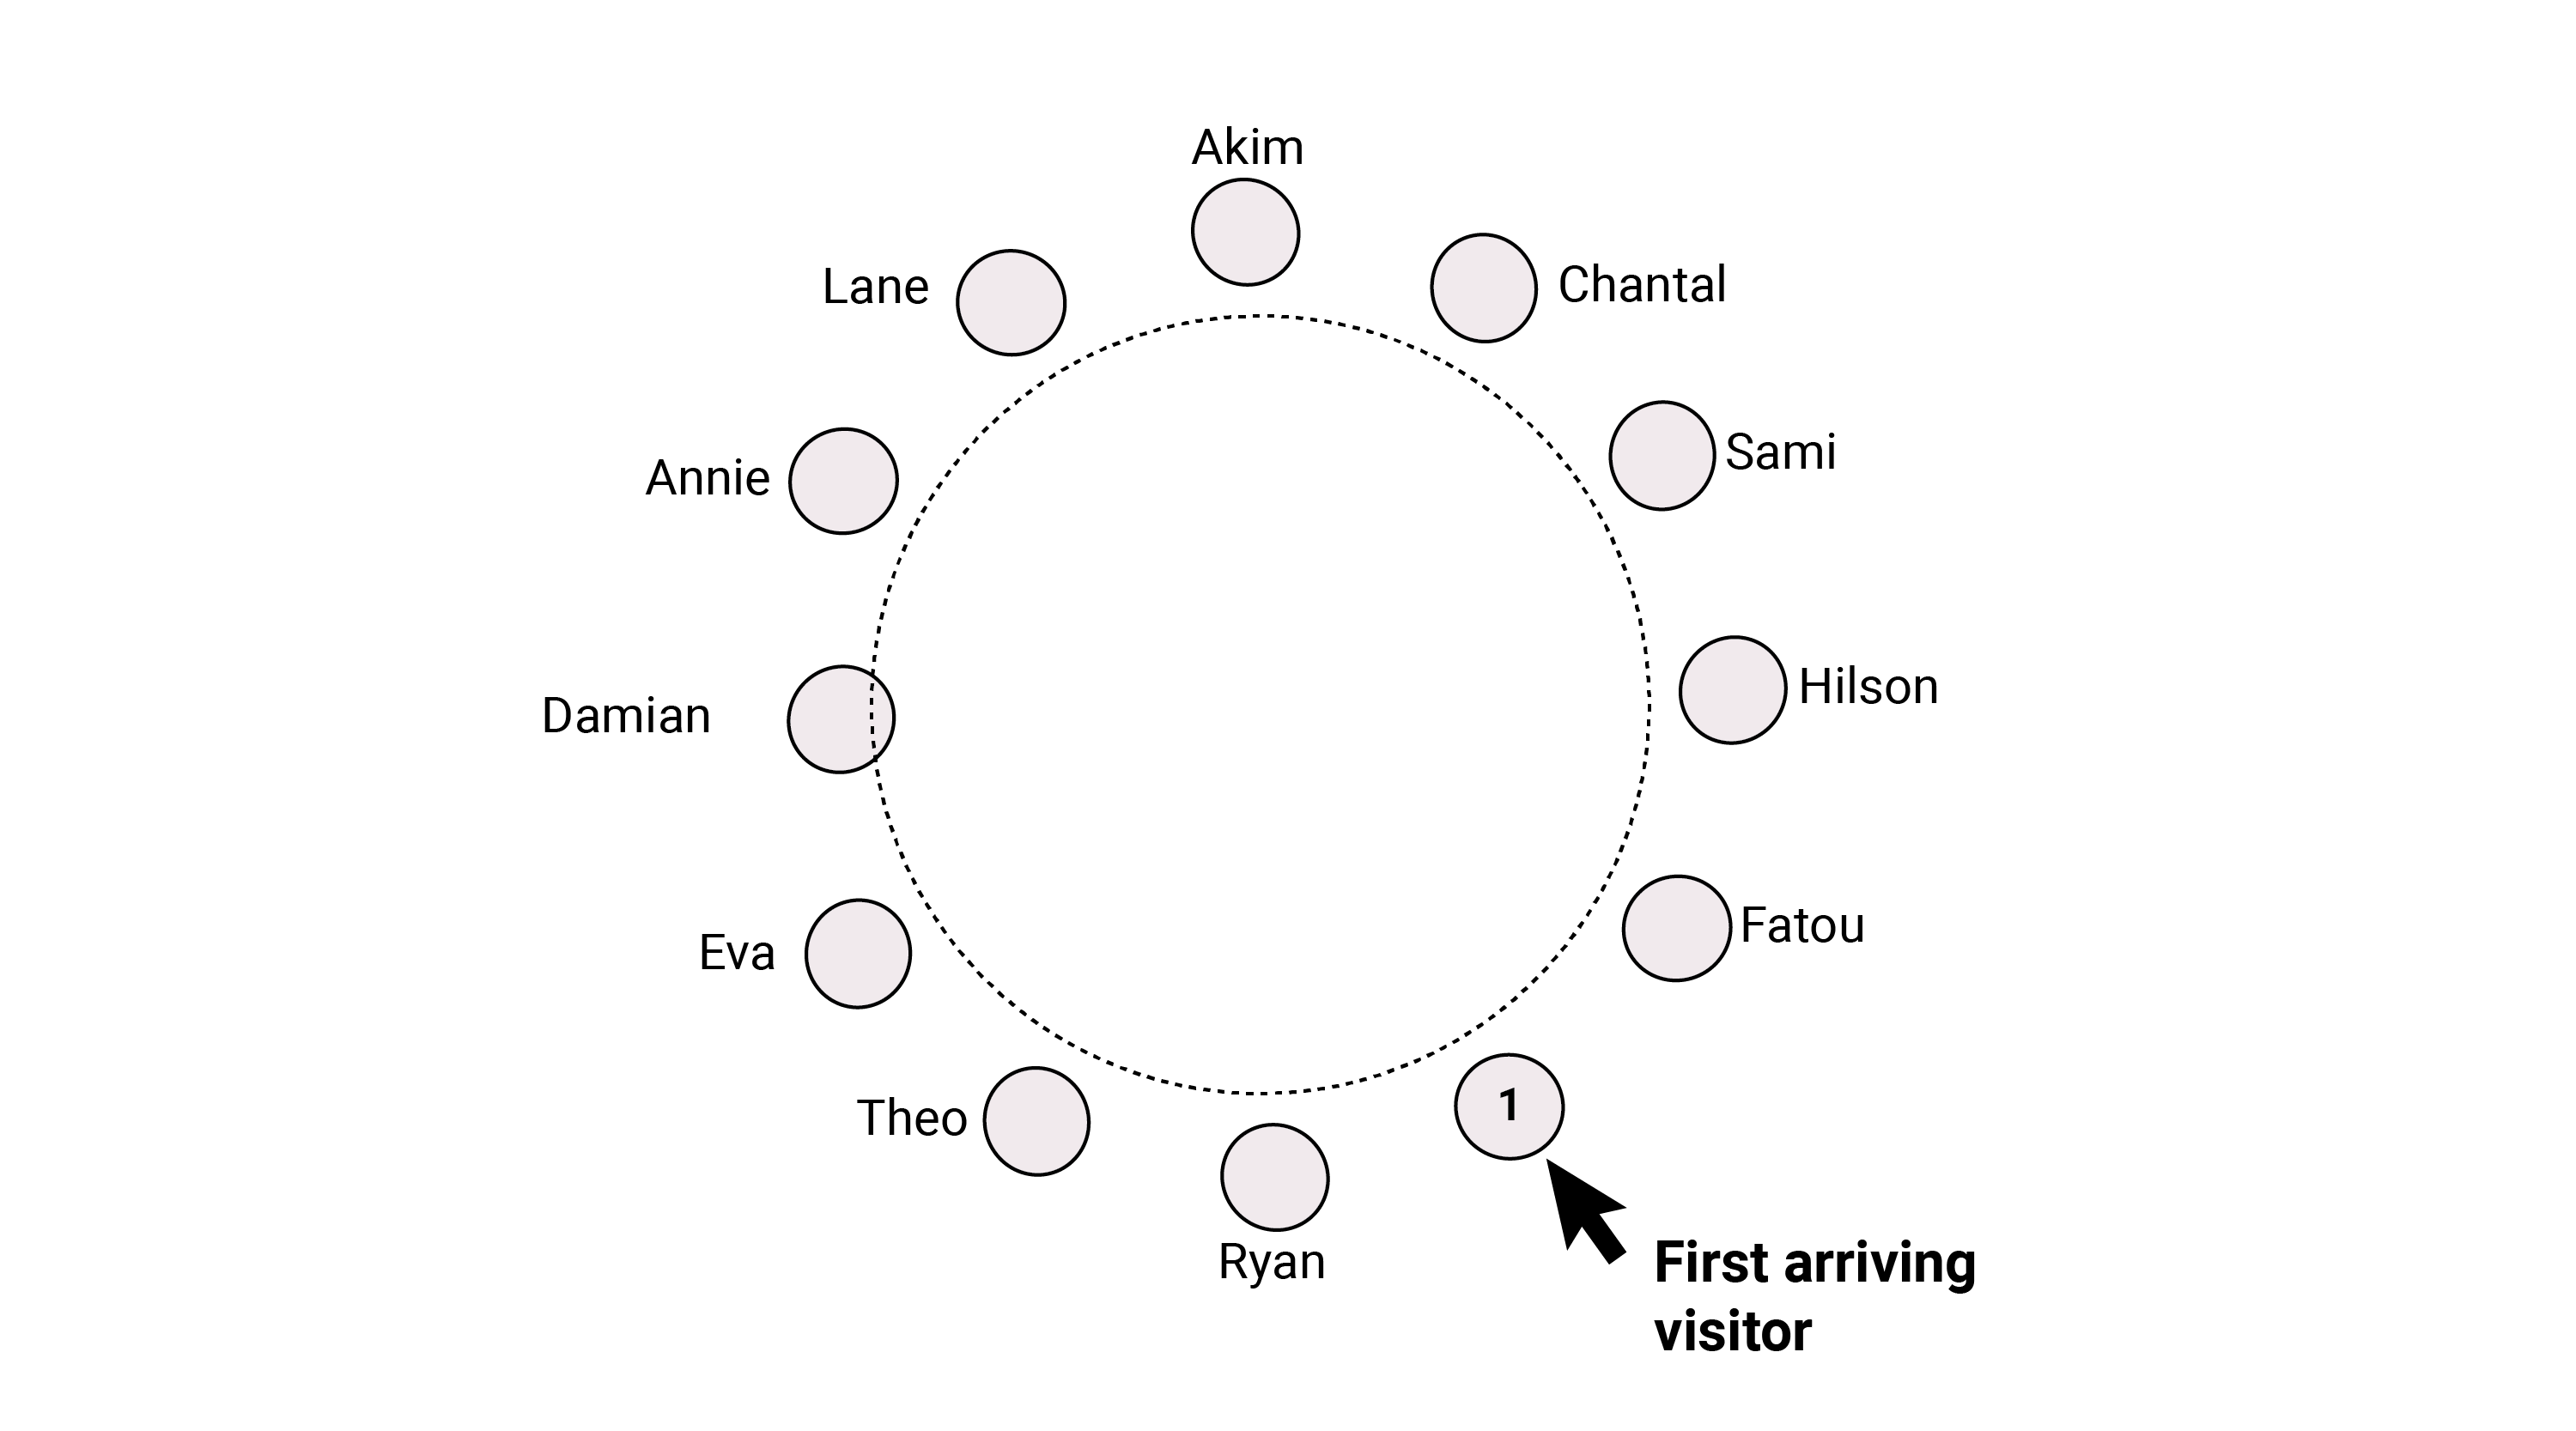 Akim
Lane
Chantal
Annie
Sami
Damian
Hilson
Eva
Fatou
Theo
1
Ryan
First arriving
visitor